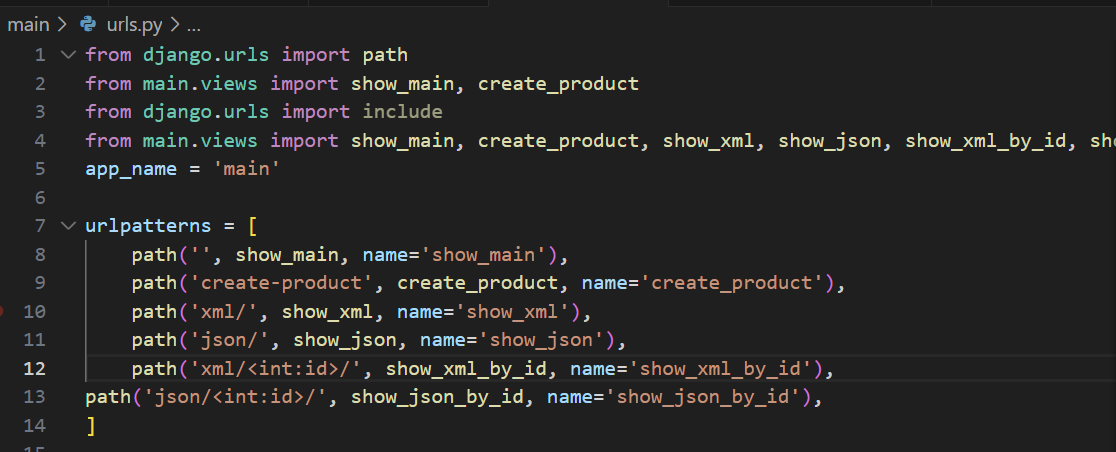 main > urls.py > ...
1 from django.urls import path
2 from main.views import show_main, create_product
3 from django.urls import include
4 from main.views import show_main, create_product, show_xml, show_json, show_xml_by_id,
5 app_name = 'main'
6
7 urlpatterns = [
8 path('', show_main, name='show_main'),
9 path('create-product', create_product, name='create_product'),
10 path('xml/', show_xml, name='show_xml'),
11 path('json/', show_json, name='show_json'),
12 path('xml/<int:id>/', show_xml_by_id, name='show_xml_by_id'),
13 path('json/<int:id>/', show_json_by_id, name='show_json_by_id'),
14 ]